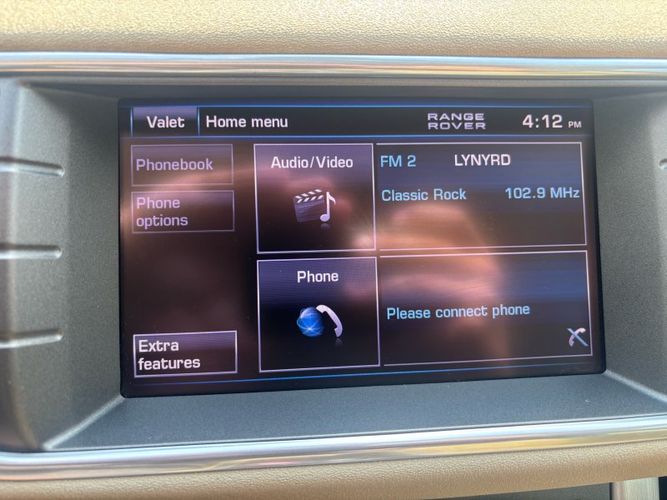 Valet
Home menu
RANGE
ROVER
4:12 PM
Phonebook
Phone
options
Audio/Video
FM 2
LYNYRD
Classic Rock
102.9 MHz
Phone
Please connect phone
Extra
features